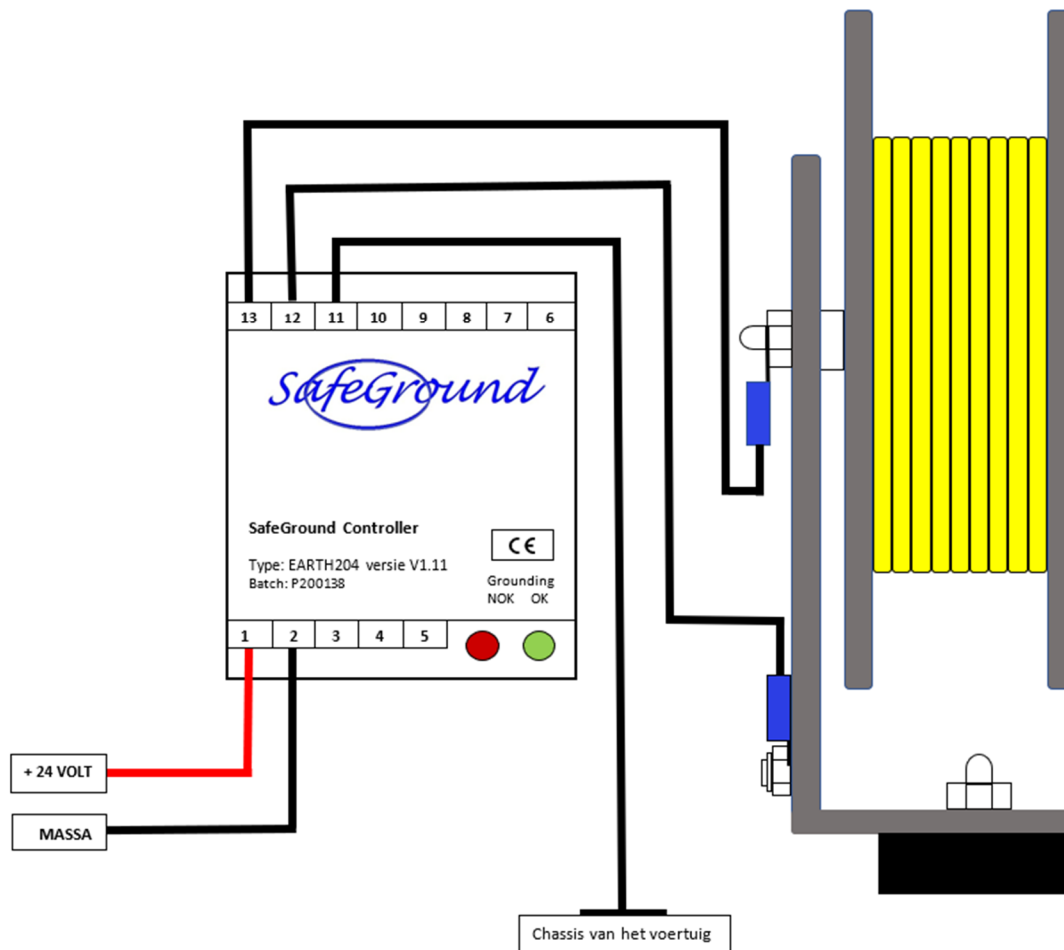 13 12 11 10 9 8 7 6
SafeGround
SafeGround Controller
CE
Type: EARTH204 versie V1.11
Batch: P200138
Grounding
NOK OK
1 2 3 4 5
+ 24 VOLT
MASSA
Chassis van het voertuig